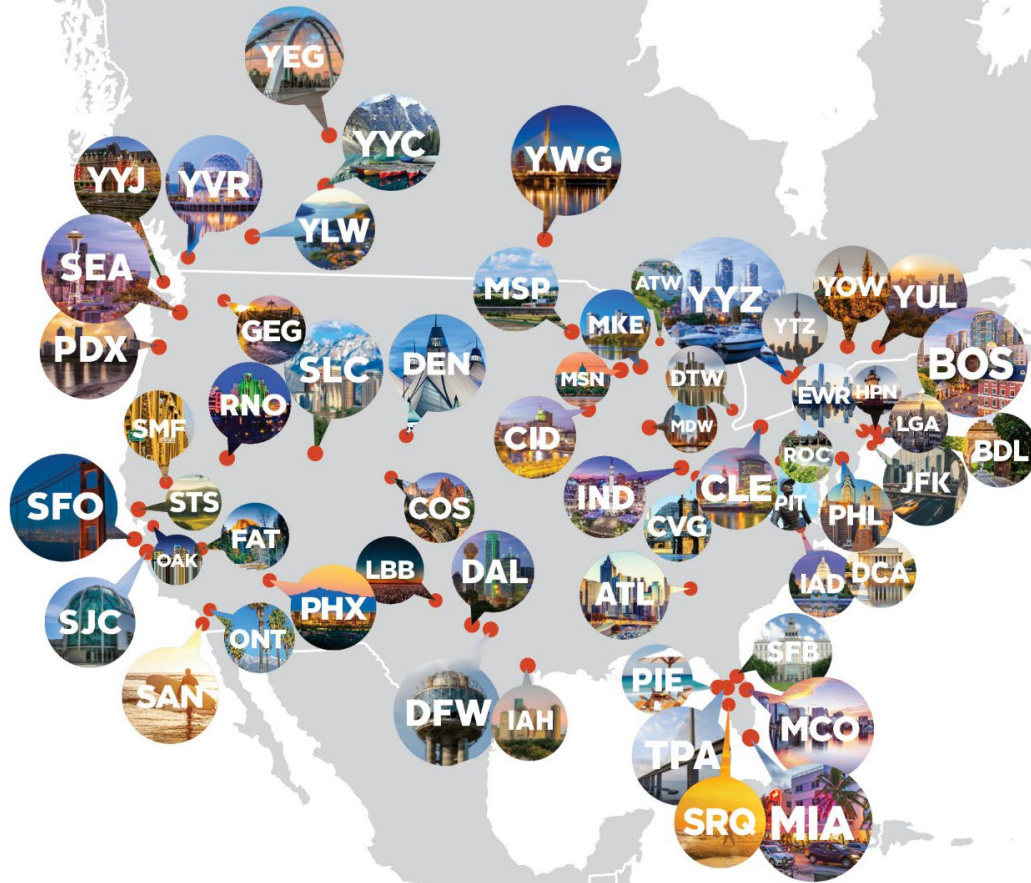 YEG
YYC
YWG
YYJ
YVR
YLW
SEA
MSP
ATW
YYZ
YOW
YUL
GEG
MKE
YTZ
PDX
SLC
DEN
BOS
RNO
MSN
DTW
EWR
HPN
SMF
CID
MDW
LGA
ROC
BDL
SFO
STS
COS
IND
CLE
PIT
JFK
OAK
FAT
CVG
PHL
LBB
DAL
SJC
PHX
ATL
IAD
DCA
ONT
SFB
SAN
PIE
DFW
IAH
MCO
TPA
SRQ
MIA